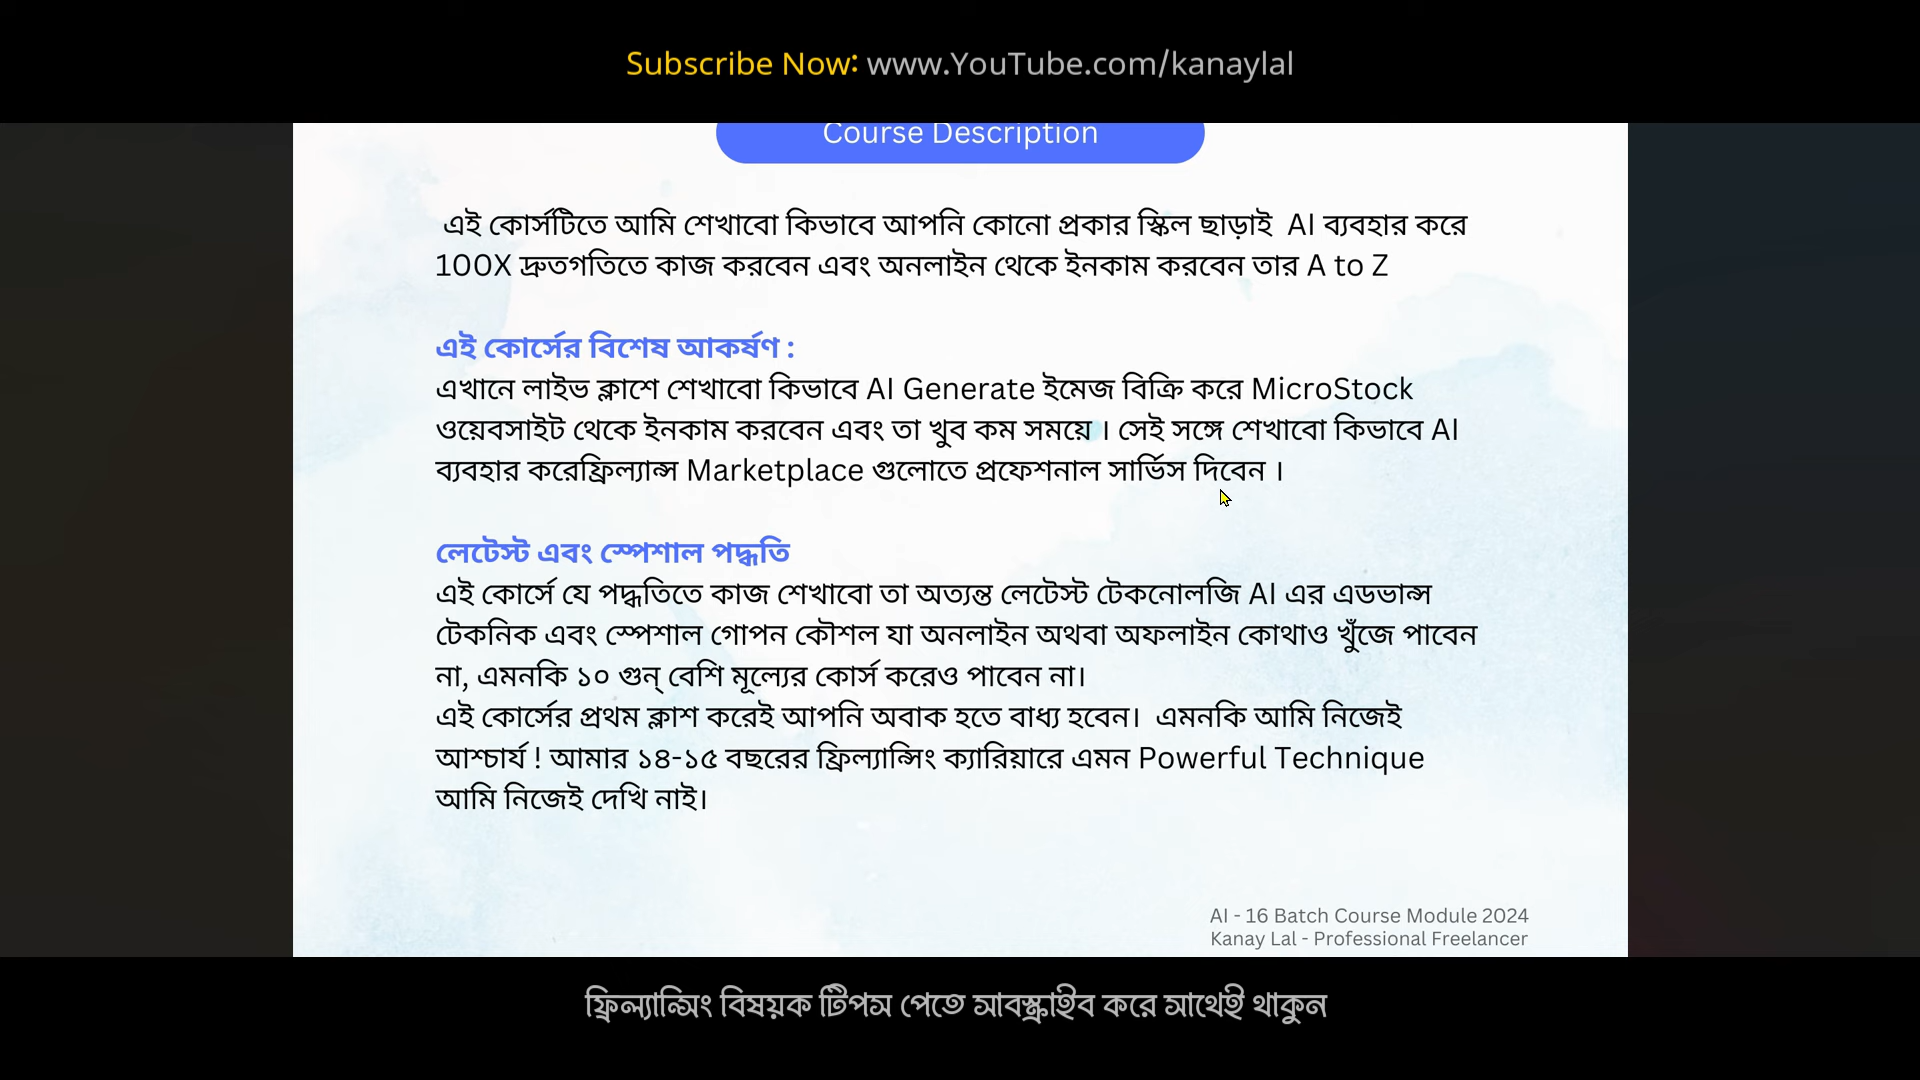 Subscribe Now: www.YouTube.com/kanaylal
Course Description
এই কোর্সটিতে আমি শেখাবো কিভাবে আপনি কোনো প্রকার স্কিল ছাড়াই AI ব্যবহার করে
100X দ্রুতগতিতে কাজ করবেন এবং অনলাইন থেকে ইনকাম করবেন তার A to Z
এই কোর্সের বিশেষ আকর্ষণ :
এখানে লাইভ ক্লাশে শেখাবো কিভাবে AI Generate ইমেজ বিক্রি করে MicroStock
ওয়েবসাইট থেকে ইনকাম করবেন এবং তা খুব কম সময়ে । সেই সঙ্গে শেখাবো কিভাবে AI
ব্যবহার করেফ্রিল্যান্স Marketplace গুলোতে প্রফেশনাল সার্ভিস দিবেন ।
লেটেস্ট এবং স্পেশাল পদ্ধতি
এই কোর্সে যে পদ্ধতিতে কাজ শেখাবো তা অত্যন্ত লেটেস্ট টেকনোলজি AI এর এডভান্স
টেকনিক এবং স্পেশাল গোপন কৌশল যা অনলাইন অথবা অফলাইন কোথাও খুঁজে পাবেন
না, এমনকি ১০ গুন্ বেশি মূল্যের কোর্স করেও পাবেন না।
এই কোর্সের প্রথম ক্লাশ করেই আপনি অবাক হতে বাধ্য হবেন। এমনকি আমি নিজেই
আশ্চার্য ! আমার ১৪-১৫ বছরের ফ্রিল্যান্সিং ক্যারিয়ারে এমন Powerful Technique
আমি নিজেই দেখি নাই।
AI - 16 Batch Course Module 2024
Kanay Lal - Professional Freelancer
ফ্রিল্যান্সিং বিষয়ক টিপস পেতে সাবস্ক্রাইব করে সাথেই থাকুন